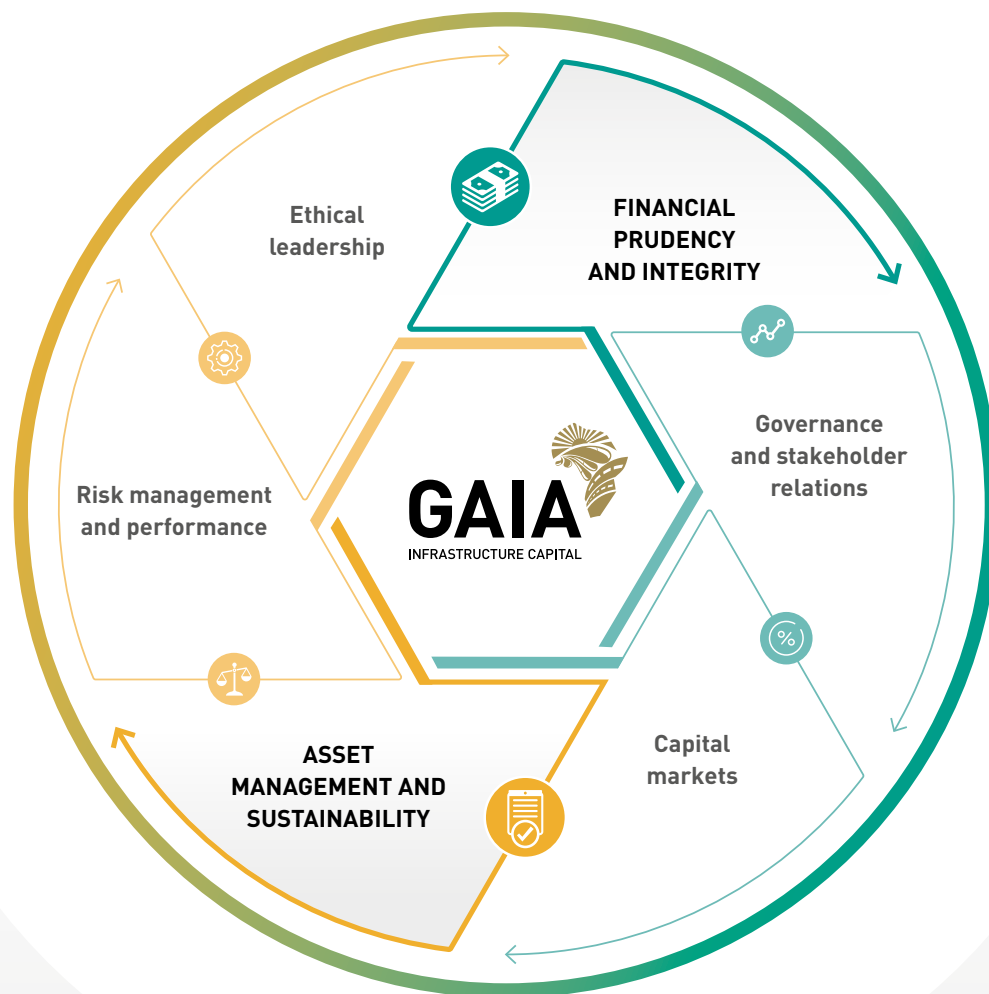 Ethical
leadership
FINANCIAL
PRUDENCY
AND INTEGRITY
Governance
and stakeholder
relations
Risk management
and performance
GAIA
INFRASTRUCTURE CAPITAL
%
Capital
markets
ASSET
MANAGEMENT AND
SUSTAINABILITY